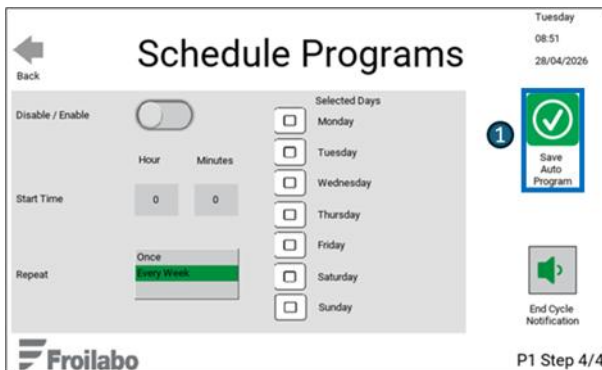 Tuesday
08:51
28/04/2026
Back
Schedule Programs
Disable / Enable
Selected Days
Monday
Tuesday
Wednesday
Thursday
Friday
Saturday
Sunday
Hour
Minutes
Start Time
0
0
Repeat
Once
Every Week
1
Save
Auto
Program
End Cycle
Notification
Froilabo
P1 Step 4/4